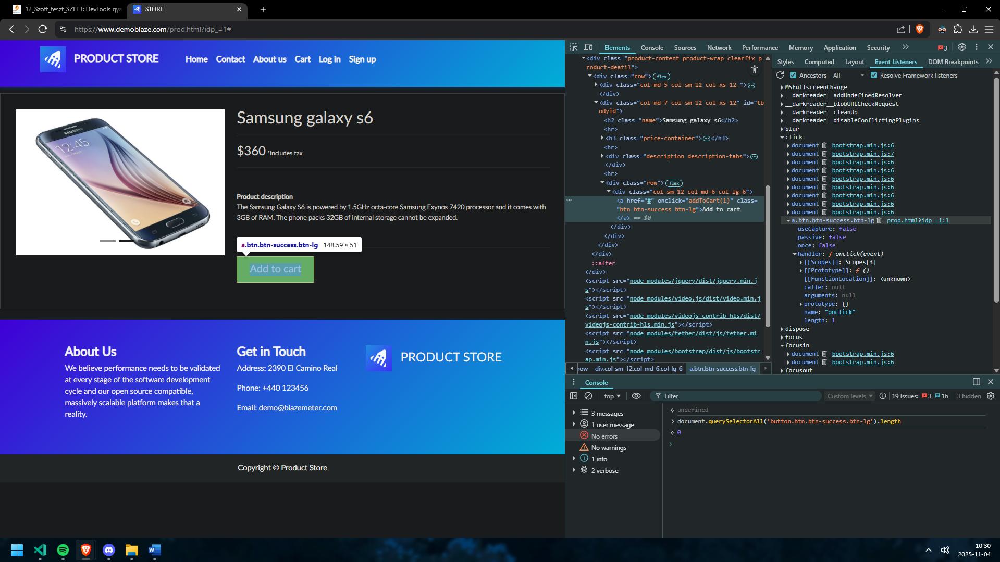 12_Szoft_teszt_SZFT3: DevTools gya
STORE
https://www.demoblaze.com/prod.html?idp_=1#
PRODUCT STORE
Home
Contact
About us
Cart
Log in
Sign up
Samsung galaxy s6
$360 *includes tax
Product description
The Samsung Galaxy S6 is powered by 1.5GHz octa-core Samsung Exynos 7420 processor and it comes with
3GB of RAM. The phone packs 32GB of internal storage cannot be expanded.
a.btn.btn-success.btn-lg 148.59 × 51
Add to cart
SAMSUNG
12:45
About Us
We believe performance needs to be validated
at every stage of the software development
cycle and our open source compatible,
massively scalable platform makes that a
reality.
Get in Touch
Address: 2390 El Camino Real
Phone: +440 123456
Email: demo@blazemeter.com
PRODUCT STORE
Copyright © Product Store
Elements
Console
Sources
Network
Performance
Memory
Application
Security
3
<div class="product-content product-wrap clearfix p
roduct-deatil">
<div class="row"> flex
<div class="col-md-5 col-sm-12 col-xs-12 ">
</div>
<div class="col-md-7 col-sm-12 col-xs-12" id="tb
odyid">
<h2 class="name">Samsung galaxy s6</h2>
<hr>
<h3 class="price-container"></h3>
<hr>
<div class="description description-tabs">
</div>
<hr>
<div class="row"> flex
<div class="col-sm-12 col-md-6 col-lg-6">
<a href="#" onclick="addToCart(1)" class=
"btn btn-success btn-lg">Add to cart
</a> == $0
</div>
</div>
</div>
</div>
::after
</div>
<script src="node_modules/jquery/dist/jquery.min.j
s"></script>
<script src="node_modules/video.js/dist/video.min.j
s"></script>
<script src="node_modules/videojs-contrib-hls/dist/
videojs-contrib-hls.min.js"></script>
<script src="node_modules/tether/dist/js/tether.mi
n.js"></script>
<script src="node_modules/bootstrap/dist/js/bootstr
ap.min.js"></script>
row
div.col-sm-12.col-md-6.col-lg-6
a.btn.btn-success.btn-lg
Styles
Computed
Layout
Event Listeners
DOM Breakpoints
Ancestors
All
Resolve Framework listeners
MSFullscreenChange
__darkreader__addUndefinedResolver
__darkreader__blobURLCheckRequest
__darkreader__cleanUp
__darkreader__disableConflictingPlugins
blur
click
document bootstrap.min.js:6
document bootstrap.min.js:7
document bootstrap.min.js:6
document bootstrap.min.js:6
document bootstrap.min.js:6
document bootstrap.min.js:6
document bootstrap.min.js:6
document bootstrap.min.js:6
document bootstrap.min.js:6
a.btn.btn-success.btn-lg prod.html?idp_=1:1
useCapture: false
passive: false
once: false
handler: ƒ onclick(event)
[[Scopes]]: Scopes[3]
[[Prototype]]: ƒ ()
[[FunctionLocation]]: <unknown>
caller: null
arguments: null
prototype: {}
name: "onclick"
length: 1
dispose
focus
focusin
document bootstrap.min.js:6
document bootstrap.min.js:6
focusout
Console
top
Filter
Custom levels
19 Issues: 3 16
3 hidden
3 messages
1 user message
No errors
No warnings
1 info
2 verbose
undefined
document.querySelectorAll('button.btn.btn-success.btn-lg').length
0
10:30
2025-11-04